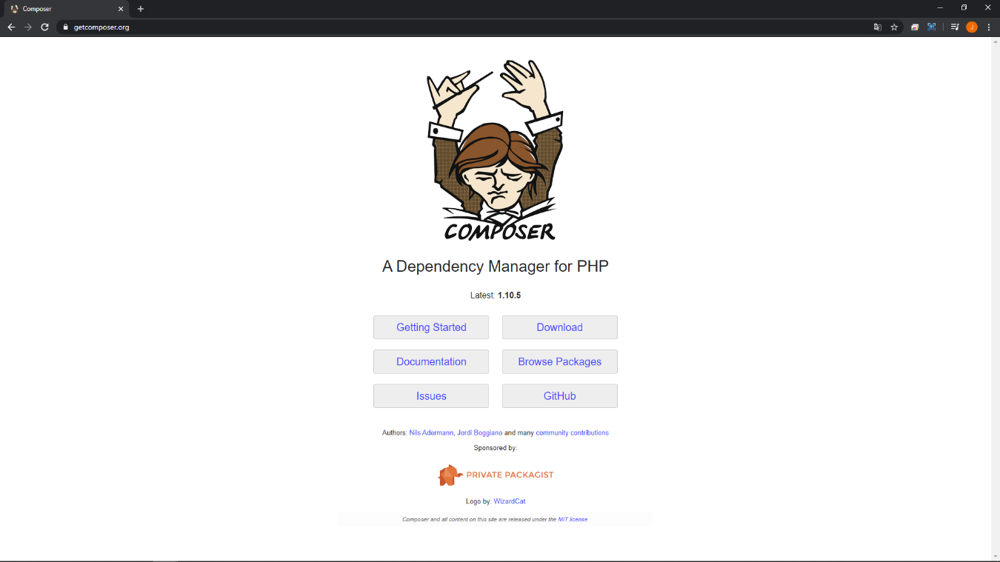 Composer
getcomposer.org
J
COMPOSER
A Dependency Manager for PHP
Latest: 1.10.5
Getting Started
Download
Documentation
Browse Packages
Issues
GitHub
Authors: Nils Adermann, Jordi Boggiano and many community contributions
Sponsored by:
PRIVATE PACKAGIST
Logo by: WizardCat
Composer and all content on this site are released under the MIT license.